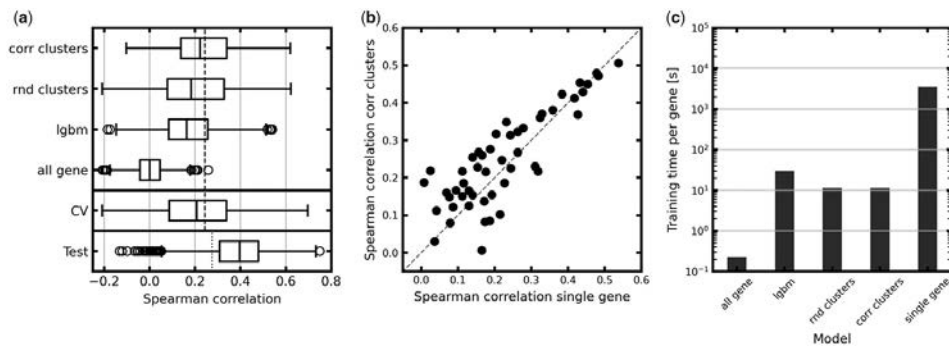 (a)
corr clusters
rnd clusters
lgbm
all gene
CV
Test
−0.2 0.0 0.2 0.4 0.6 0.8
Spearman correlation
(b)
Spearman correlation corr clusters
0.6
0.5
0.4
0.3
0.2
0.1
0.0
0.0 0.1 0.2 0.3 0.4 0.5 0.6
Spearman correlation single gene
(c)
Training time per gene [s]
10⁵
10⁴
10³
10²
10¹
10⁰
10⁻¹
all gene
lgbm
rnd clusters
corr clusters
single gene
Model